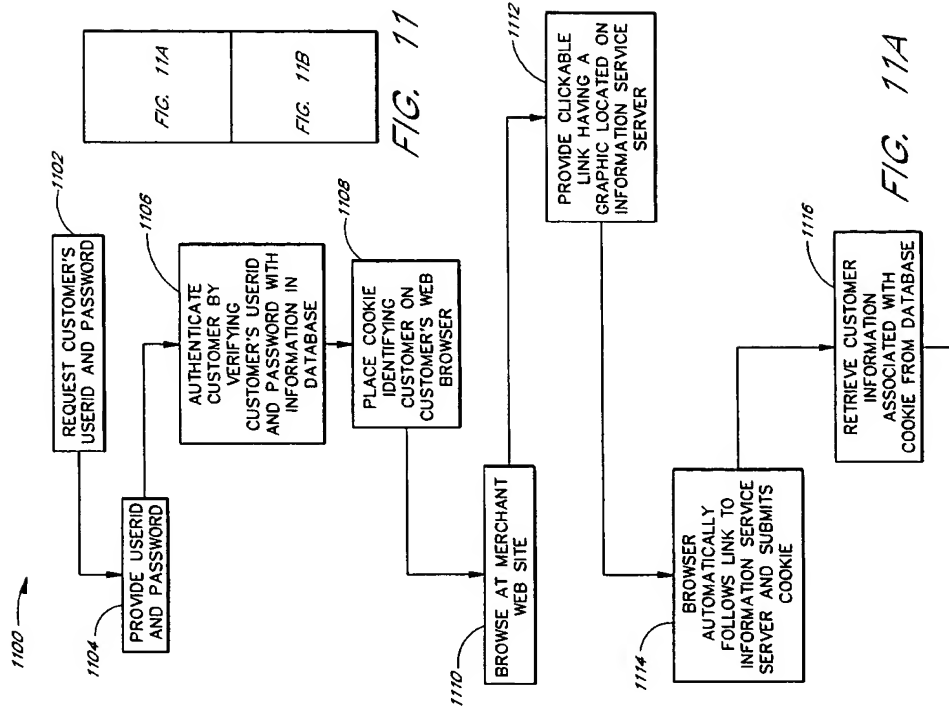 1100
1102
REQUEST CUSTOMER'S
USERID AND PASSWORD
1104
PROVIDE USERID
AND PASSWORD
1106
AUTHENTICATE
CUSTOMER BY
VERIFYING
CUSTOMER'S USERID
AND PASSWORD WITH
INFORMATION IN
DATABASE
1108
PLACE COOKIE
IDENTIFYING
CUSTOMER ON
CUSTOMER'S WEB
BROWSER
1110
BROWSE AT MERCHANT
WEB SITE
1112
PROVIDE CLICKABLE
LINK HAVING A
GRAPHIC LOCATED ON
INFORMATION SERVICE
SERVER
1114
BROWSER
AUTOMATICALLY
FOLLOWS LINK TO
INFORMATION SERVICE
SERVER AND SUBMITS
COOKIE
1116
RETRIEVE CUSTOMER
INFORMATION
ASSOCIATED WITH
COOKIE FROM DATABASE
FIG. 11A
FIG. 11B
FIG. 11
FIG. 11A